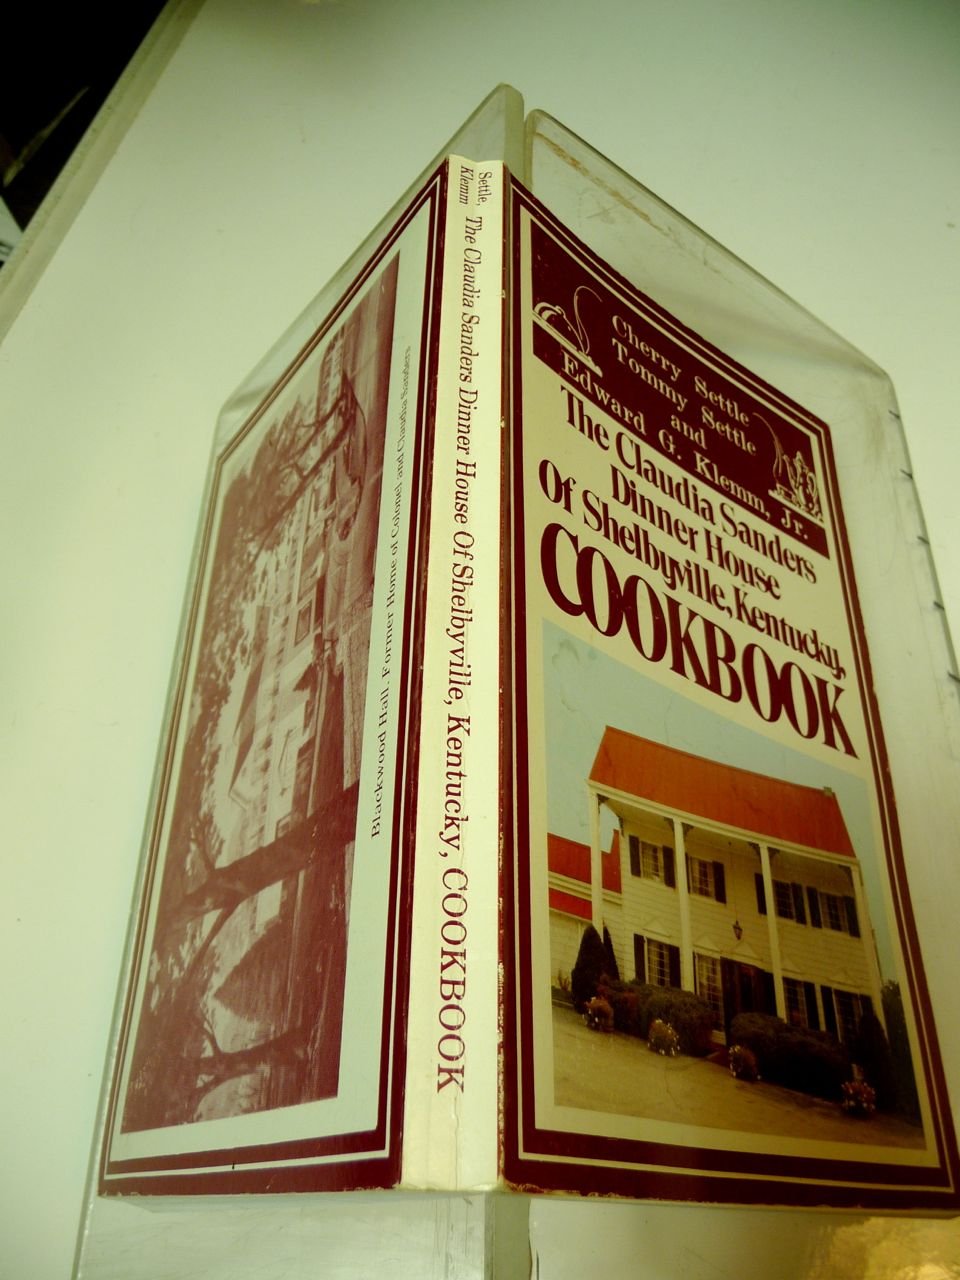 Cherry Settle
Tommy Settle
and
Edward G. Klemm, Jr.
The Claudia Sanders
Dinner House
Of Shelbyville, Kentucky,
COOKBOOK
Settle,
Klemm
The Claudia Sanders Dinner House Of Shelbyville, Kentucky, COOKBOOK
Blackwood Hall. Former Home of Colonel and Claudia Sanders